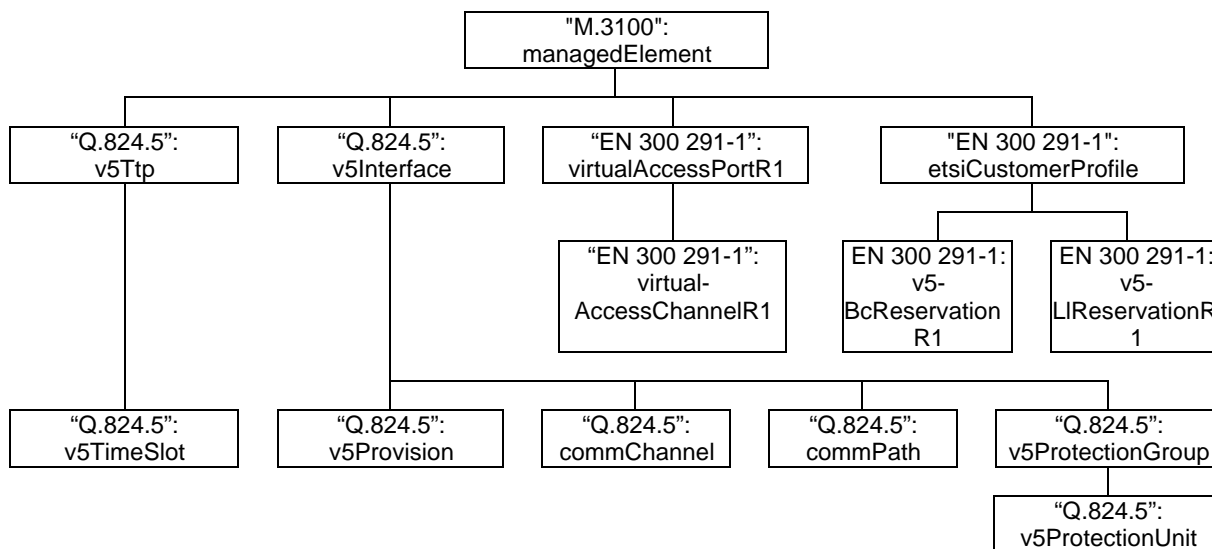 "M.3100":
managedElement
“Q.824.5”:
v5Ttp
“Q.824.5”:
v5Interface
“EN 300 291-1”:
virtualAccessPortR1
"EN 300 291-1":
etsiCustomerProfile
“EN 300 291-1”:
virtual-
AccessChannelR1
EN 300 291-1:
v5-
BcReservation
R1
EN 300 291-1:
v5-
LlReservationR
1
“Q.824.5”:
v5TimeSlot
“Q.824.5”:
v5Provision
“Q.824.5”:
commChannel
“Q.824.5”:
commPath
“Q.824.5”:
v5ProtectionGroup
“Q.824.5”:
v5ProtectionUnit